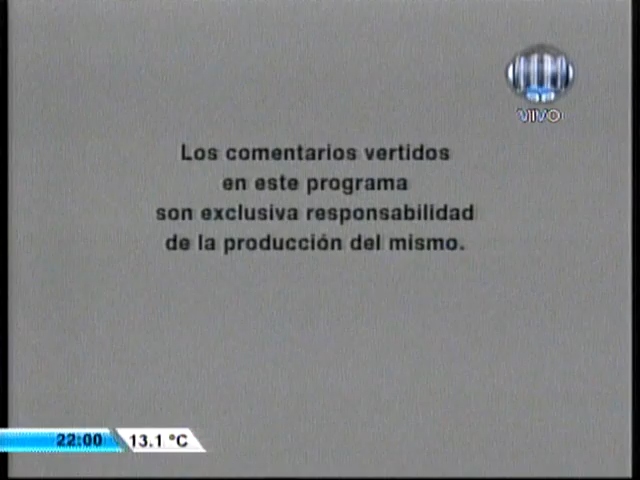 VIVO
Los comentarios vertidos
en este programa
son exclusiva responsabilidad
de la producción del mismo.
22:00 13.1 °C